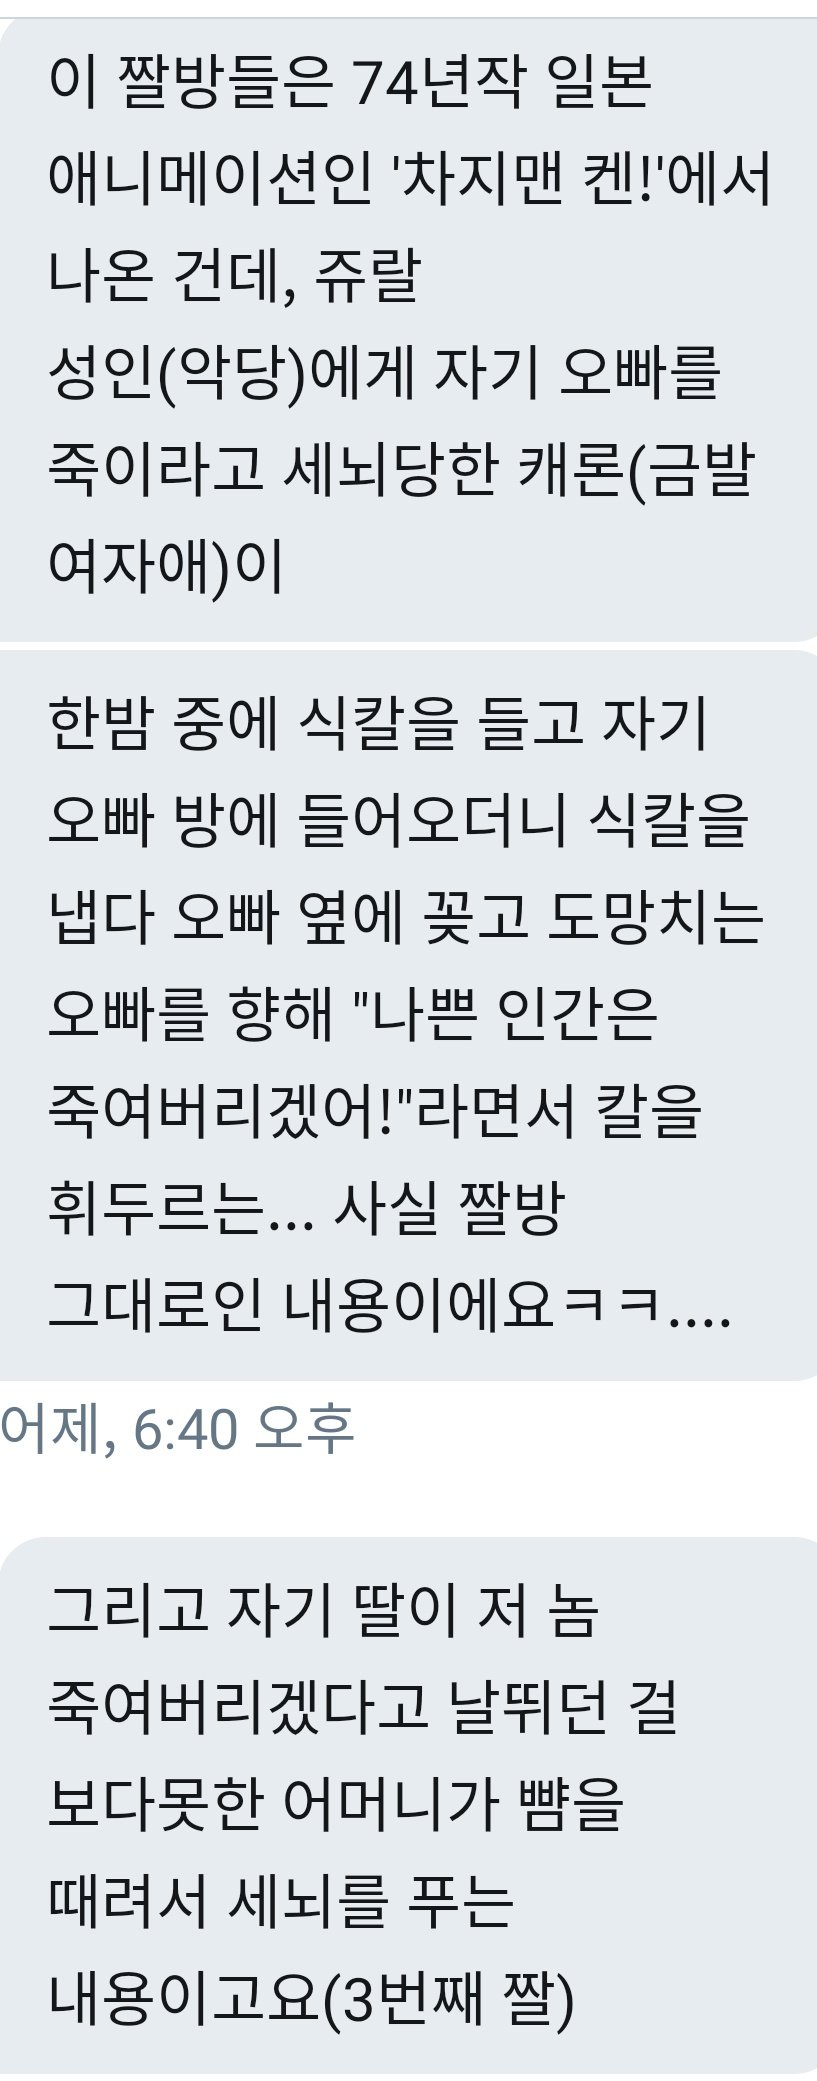 이 짤방들은 74년작 일본
애니메이션인 '차지맨 켄!'에서
나온 건데, 쥬랄
성인(악당)에게 자기 오빠를
죽이라고 세뇌당한 캐론(금발
여자애)이
한밤 중에 식칼을 들고 자기
오빠 방에 들어오더니 식칼을
냅다 오빠 옆에 꽂고 도망치는
오빠를 향해 "나쁜 인간은
죽여버리겠어!"라면서 칼을
휘두르는... 사실 짤방
그대로인 내용이에요ㅋㅋ....
어제, 6:40 오후
그리고 자기 딸이 저 놈
죽여버리겠다고 날뛰던 걸
보다못한 어머니가 뺨을
때려서 세뇌를 푸는
내용이고요(3번째 짤)